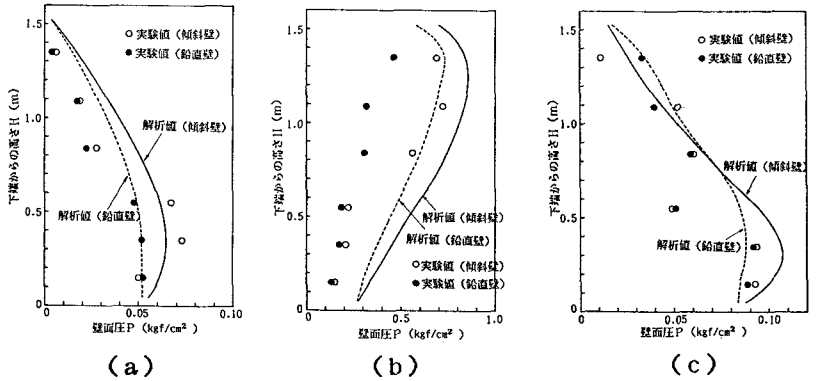 1.5
1.0
0.5
0
下端からの高さH (m)
○ 実験値 (傾斜壁)
● 実験値 (鉛直壁)
解析値 (傾斜壁)
解析値 (鉛直壁)
0
0.05
0.10
壁面圧P (kgf/cm²)
(a)
1.5
1.0
0.5
0
下端からの高さH (m)
解析値 (傾斜壁)
解析値 (鉛直壁)
○ 実験値 (傾斜壁)
● 実験値 (鉛直壁)
0
0.5
1.0
壁面圧P (kgf/cm²)
(b)
1.5
1.0
0.5
0
下端からの高さH (m)
○ 実験値 (傾斜壁)
● 実験値 (鉛直壁)
解析値 (傾斜壁)
解析値 (鉛直壁)
0
0.05
0.10
壁面圧P (kgf/cm²)
(c)